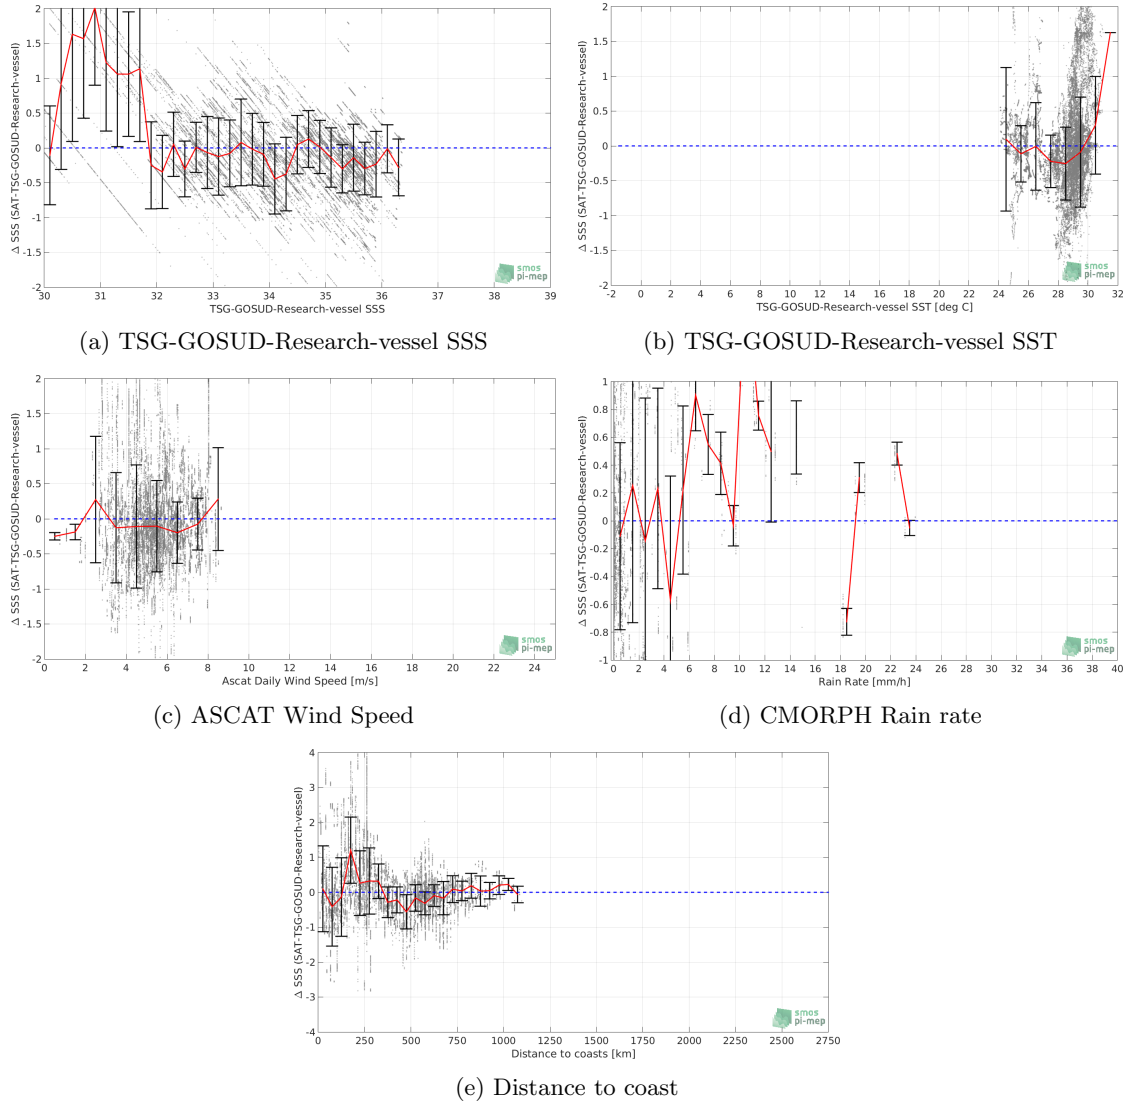 2
1.5
1
0.5
0
-0.5
-1
-1.5
-2
Δ SSS (SAT-TSG-GOSUD-Research-vessel)
30 31 32 33 34 35 36 37 38 39
TSG-GOSUD-Research-vessel SSS
smos
pi-mep
(a) TSG-GOSUD-Research-vessel SSS
2
1.5
1
0.5
0
-0.5
-1
-1.5
-2
Δ SSS (SAT-TSG-GOSUD-Research-vessel)
-2 0 2 4 6 8 10 12 14 16 18 20 22 24 26 28 30 32
TSG-GOSUD-Research-vessel SST [deg C]
smos
pi-mep
(b) TSG-GOSUD-Research-vessel SST
2
1.5
1
0.5
0
-0.5
-1
-1.5
-2
Δ SSS (SAT-TSG-GOSUD-Research-vessel)
0 2 4 6 8 10 12 14 16 18 20 22 24
Ascat Daily Wind Speed [m/s]
smos
pi-mep
(c) ASCAT Wind Speed
1
0.8
0.6
0.4
0.2
0
-0.2
-0.4
-0.6
-0.8
-1
Δ SSS (SAT-TSG-GOSUD-Research-vessel)
0 2 4 6 8 10 12 14 16 18 20 22 24 26 28 30 32 34 36 38 40
Rain Rate [mm/h]
smos
pi-mep
(d) CMORPH Rain rate
4
3
2
1
0
-1
-2
-3
-4
Δ SSS (SAT-TSG-GOSUD-Research-vessel)
0 250 500 750 1000 1250 1500 1750 2000 2250 2500 2750
Distance to coasts [km]
smos
pi-mep
(e) Distance to coast